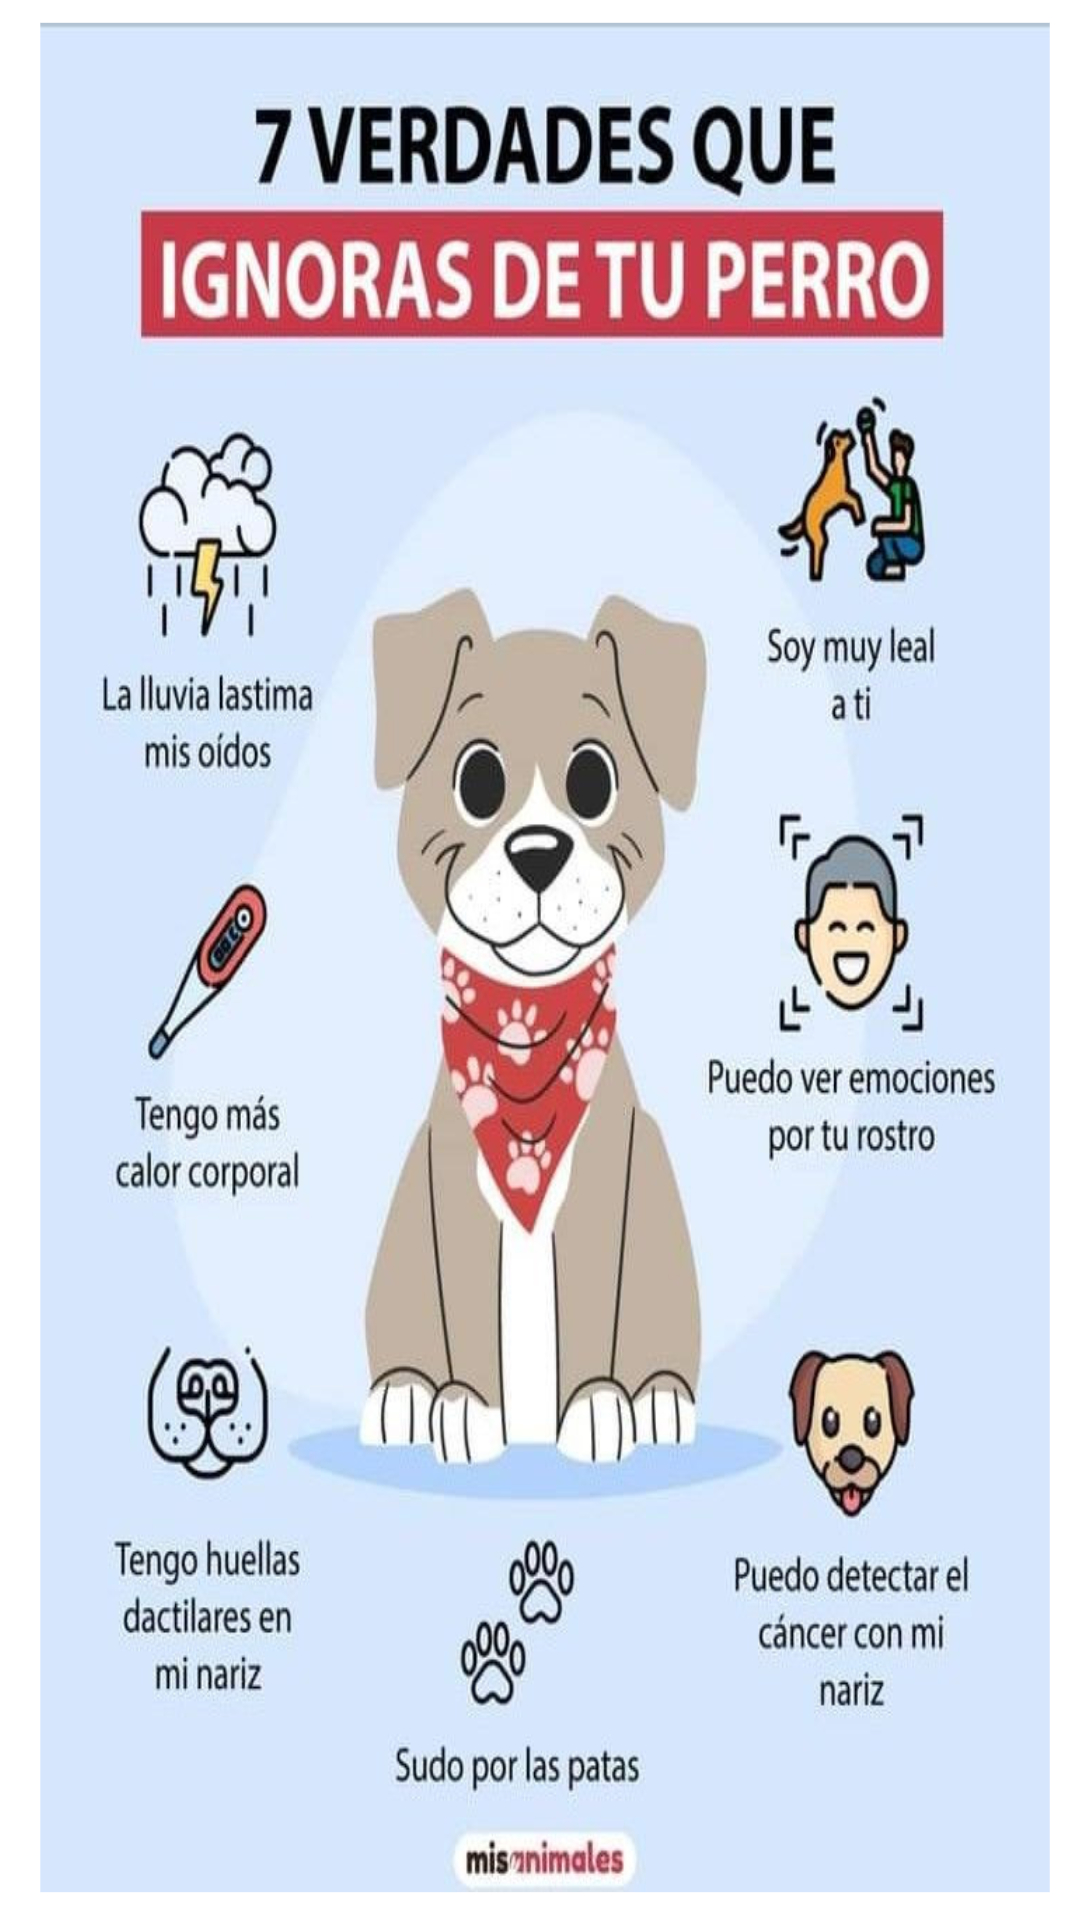 7 VERDADES QUE
IGNORAS DE TU PERRO
La lluvia lastima
mis oídos
Soy muy leal
a ti
Tengo más
calor corporal
Puedo ver emociones
por tu rostro
Tengo huellas
dactilares en
mi nariz
Puedo detectar el
cáncer con mi
nariz
Sudo por las patas
misanimales